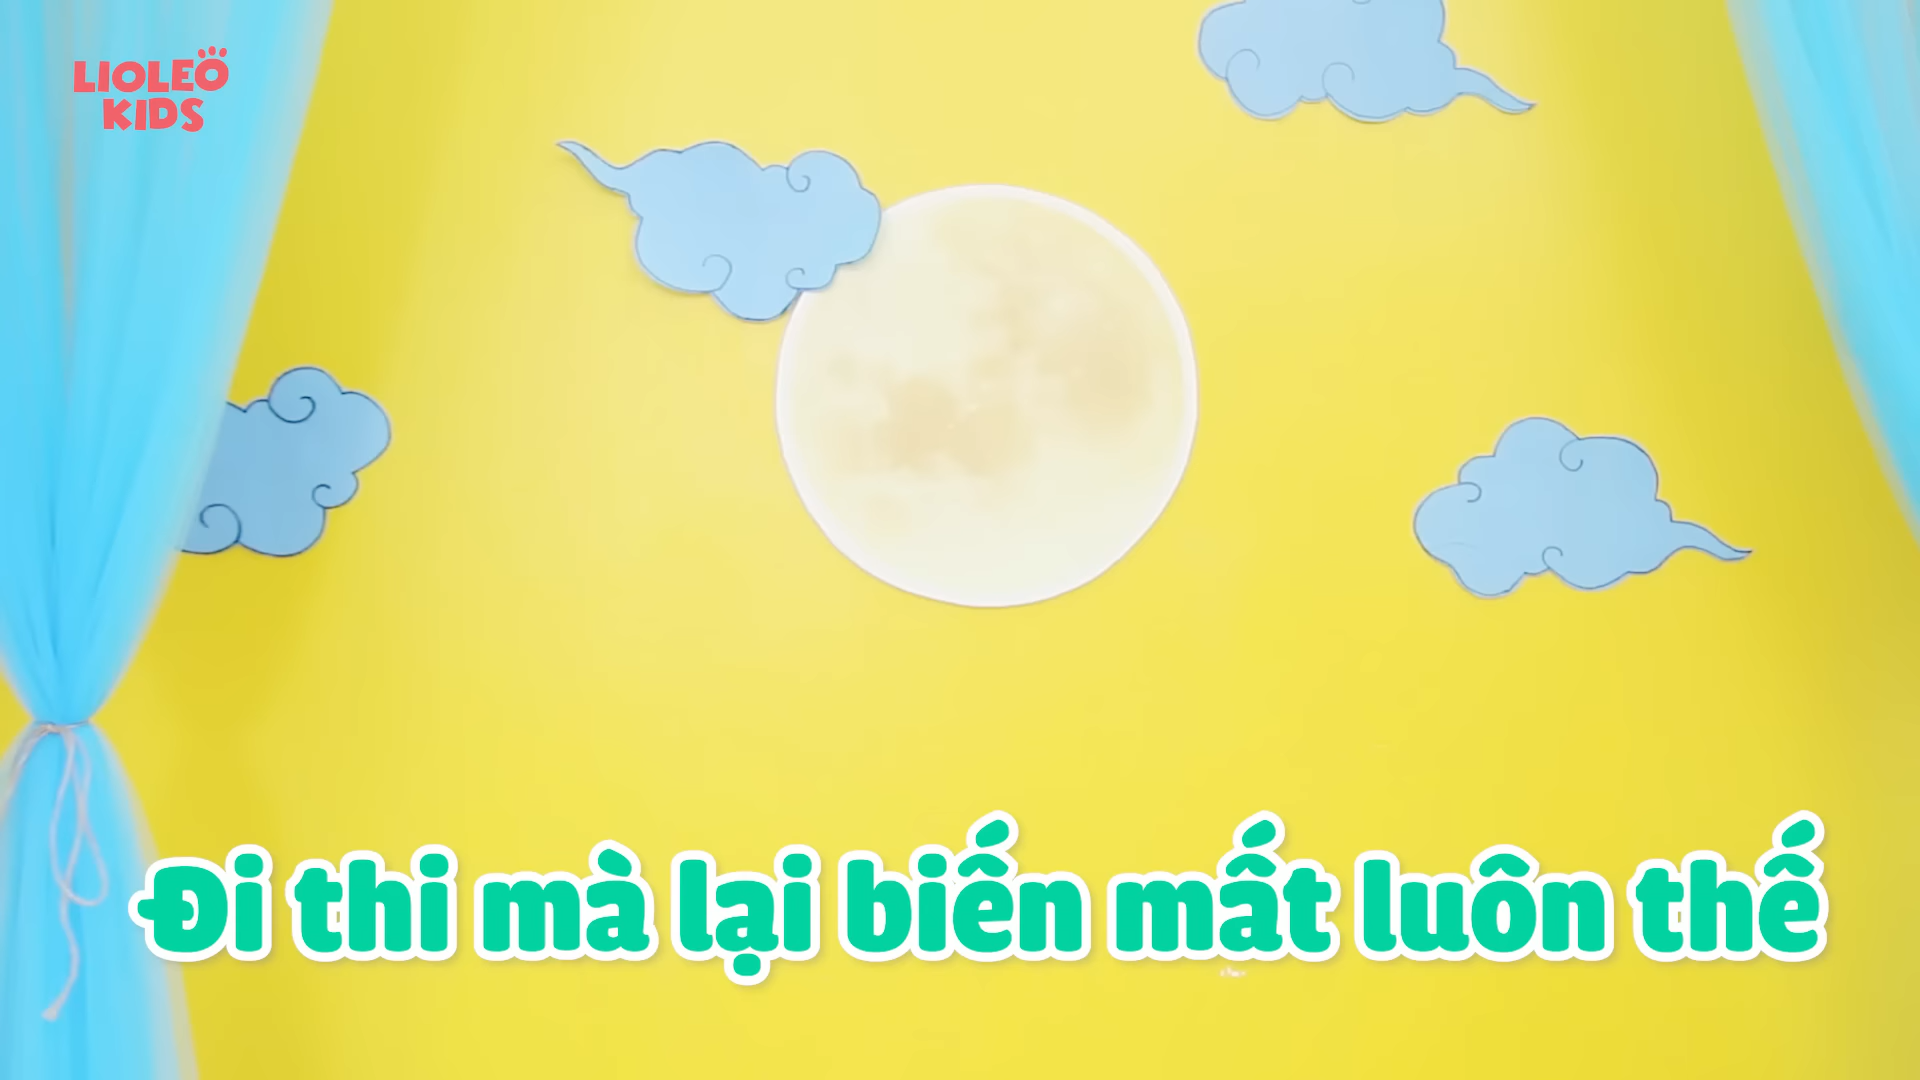 LIOLEO
KIDS
Đi thi mà lại biến mất luôn thế